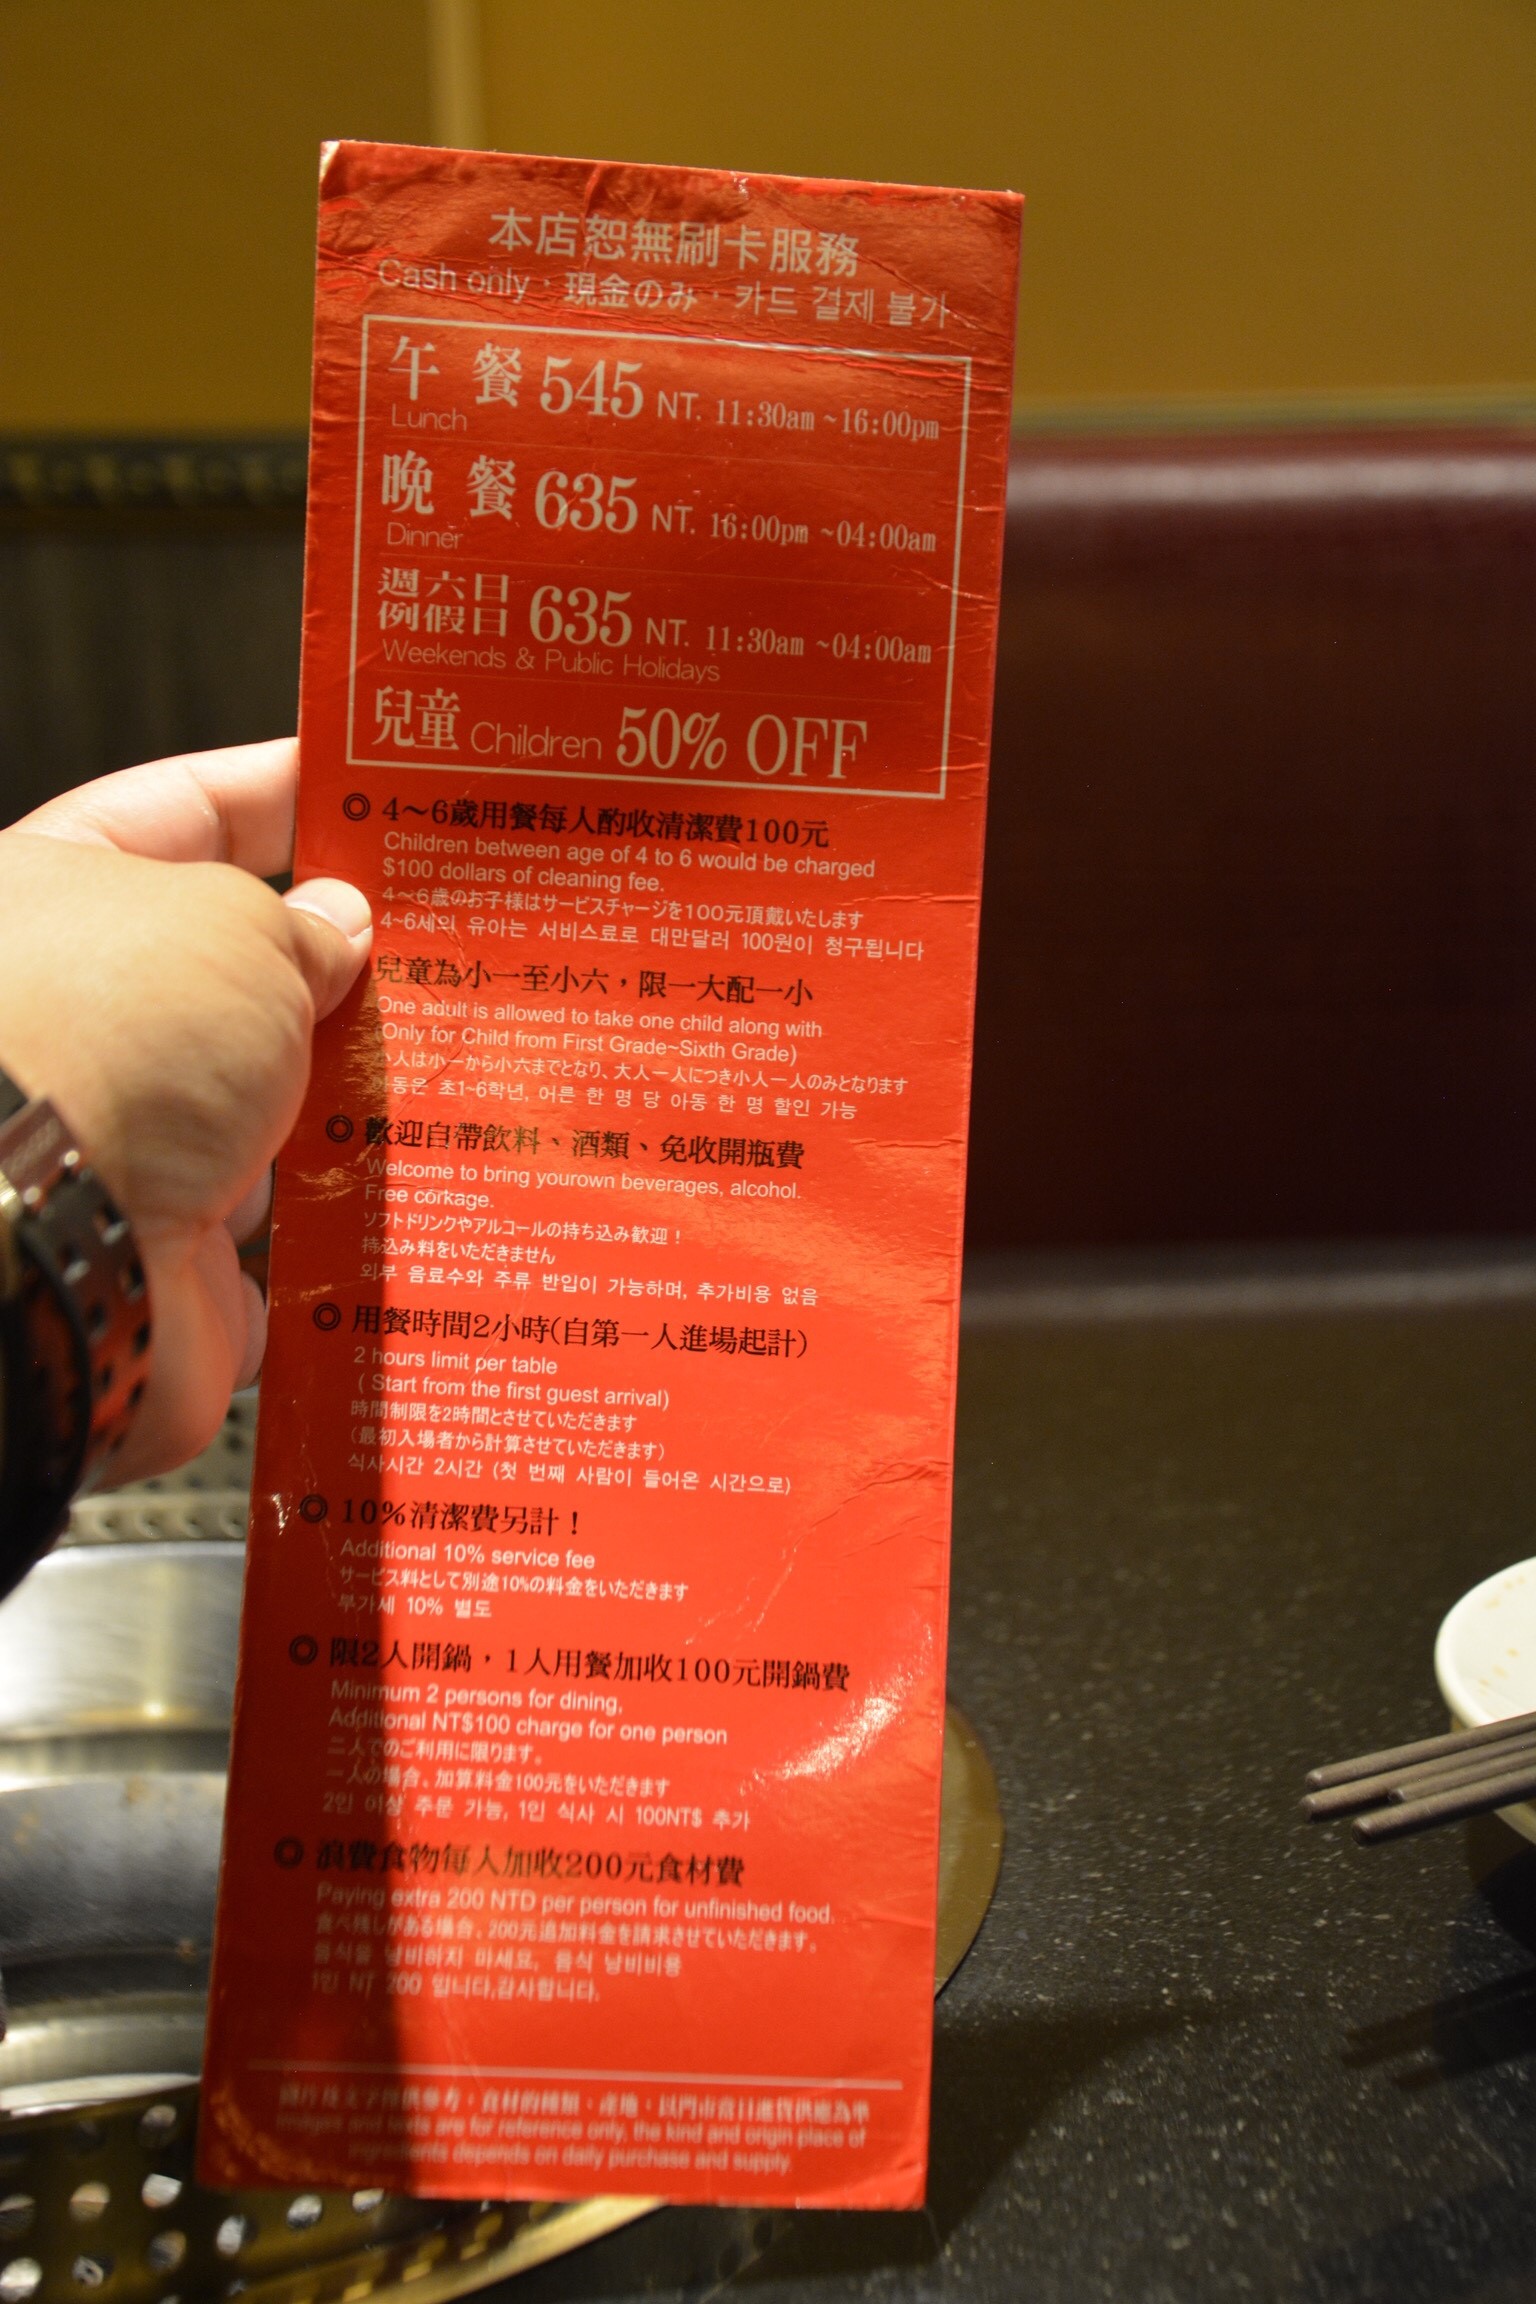 本店恕無刷卡服務
Cash only・現金のみ・카드 결제 불가
午餐 545 NT. 11:30am~16:00pm
Lunch
晚餐 635 NT. 16:00pm~04:00am
Dinner
週六日
例假日 635 NT. 11:30am~04:00am
Weekends & Public Holidays
兒童 Children 50% OFF
◎ 4～6歲用餐每人酌收清潔費100元
Children between age of 4 to 6 would be charged
$100 dollars of cleaning fee.
4～6歳のお子様はサービスチャージを100元頂戴いたします
4~6세의 유아는 서비스료로 대만달러 100원이 청구됩니다
兒童為小一至小六，限一大配一小
One adult is allowed to take one child along with
(Only for Child from First Grade~Sixth Grade)
小人は小一から小六までとなり、大人一人につき小人一人のみとなります
아동은 초1~6학년, 어른 한 명 당 아동 한 명 할인 가능
◎ 歡迎自帶飲料、酒類、免收開瓶費
Welcome to bring yourown beverages, alcohol.
Free corkage.
ソフトドリンクやアルコールの持ち込み歓迎！
持込み料をいただきません
외부 음료수와 주류 반입이 가능하며, 추가비용 없음
◎ 用餐時間2小時(自第一人進場起計)
2 hours limit per table
( Start from the first guest arrival)
時間制限を2時間とさせていただきます
（最初入場者から計算させていただきます）
식사시간 2시간 (첫 번째 사람이 들어온 시간으로)
◎ 10%清潔費另計！
Additional 10% service fee
サービス料として別途10%の料金をいただきます
부가세 10% 별도
◎ 限2人開鍋，1人用餐加收100元開鍋費
Minimum 2 persons for dining,
Additional NT$100 charge for one person
二人でのご利用に限ります。
一人の場合、加算料金100元をいただきます
2인 이상 주문 가능, 1인 식사 시 100NT$ 추가
◎ 浪費食物每人加收200元食材費
Paying extra 200 NTD per person for unfinished food.
食べ残しがある場合、200元追加料金を請求させていただきます。
음식을 낭비하지 마세요, 음식 낭비비용
1인 NT 200 입니다,감사합니다.
圖片及文字僅供參考，食材的種類、產地，以門市當日進貨供應為準
Images and texts are for reference only, the kind and origin place of
ingredients depends on daily purchase and supply.